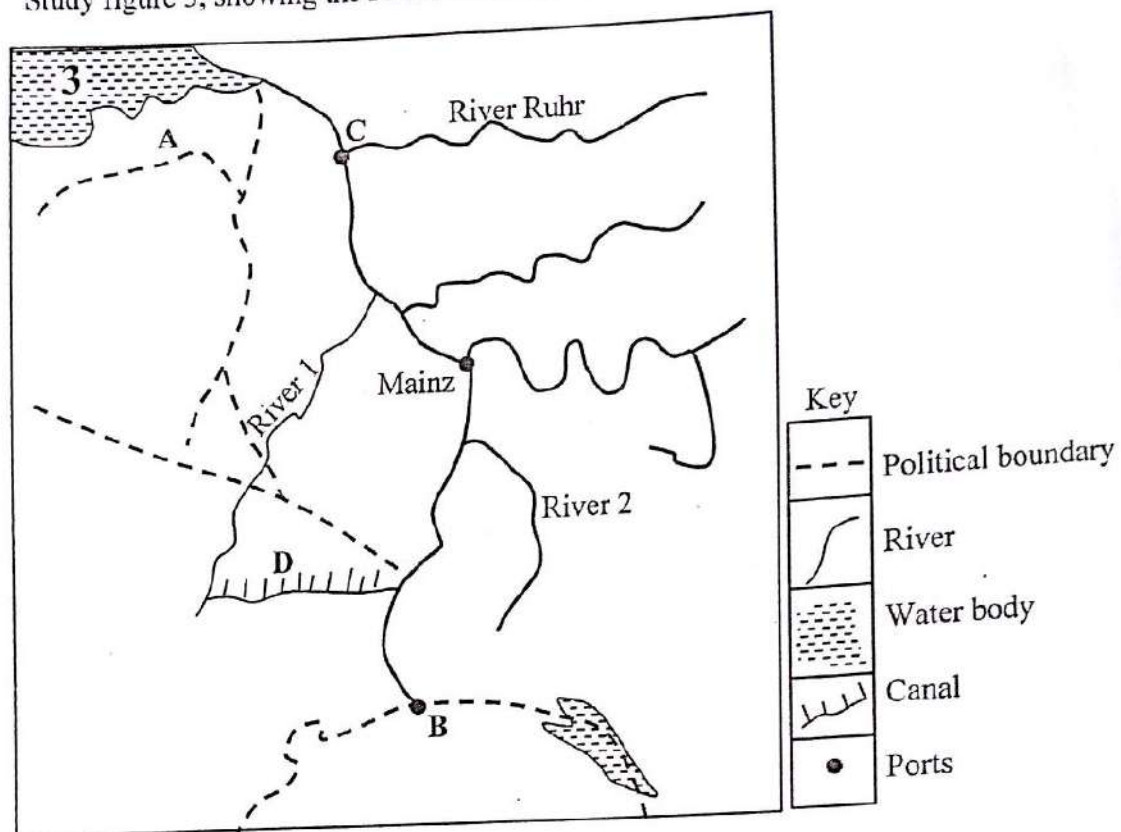 Study figure 3, showing the
3
A
C
River Ruhr
River 1
Mainz
River 2
D
B
Key
Political boundary
River
Water body
Canal
Ports